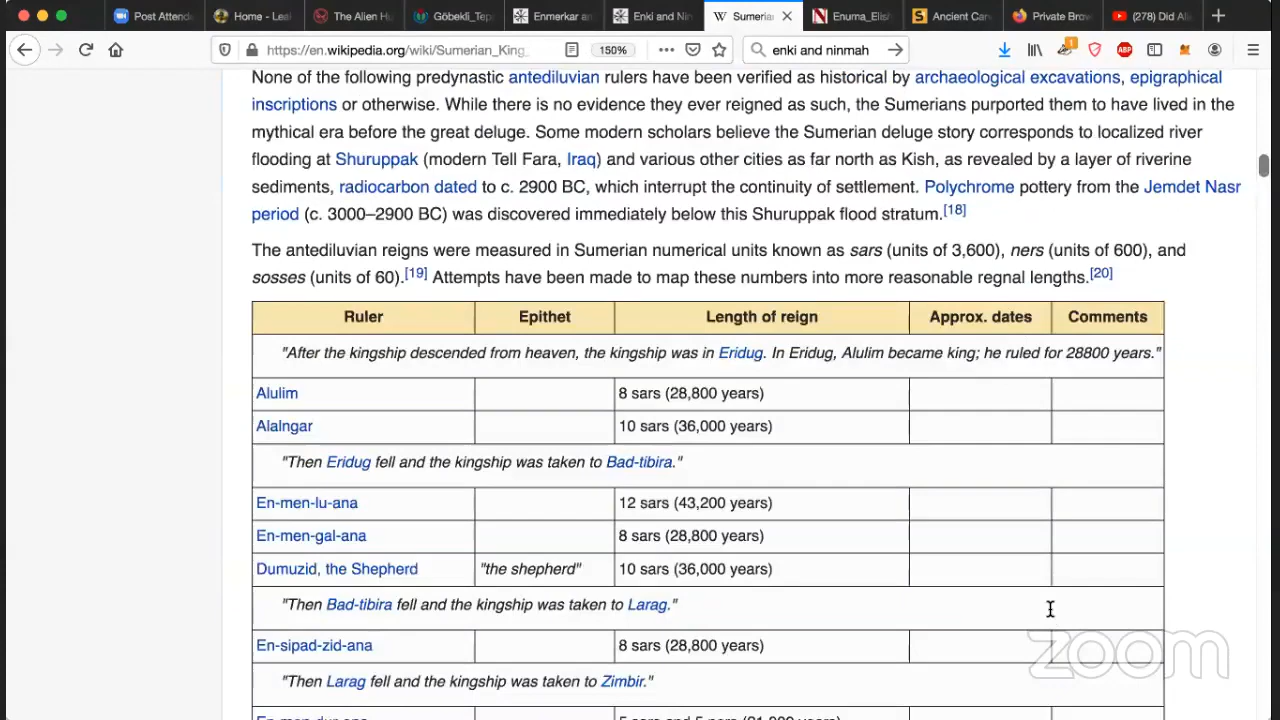 Post Attende
Home - Lea
The Alien Hu
Göbekli_Tepe
Enmerkar an
Enki and Nin
Sumeria
Enuma_Elish
Ancient Can
Private Brow
(278) Did Ali
https://en.wikipedia.org/wiki/Sumerian_King_
150%
enki and ninmah
1
ABP
None of the following predynastic antediluvian rulers have been verified as historical by archaeological excavations, epigraphical
inscriptions or otherwise. While there is no evidence they ever reigned as such, the Sumerians purported them to have lived in the
mythical era before the great deluge. Some modern scholars believe the Sumerian deluge story corresponds to localized river
flooding at Shuruppak (modern Tell Fara, Iraq) and various other cities as far north as Kish, as revealed by a layer of riverine
sediments, radiocarbon dated to c. 2900 BC, which interrupt the continuity of settlement. Polychrome pottery from the Jemdet Nasr
period (c. 3000–2900 BC) was discovered immediately below this Shuruppak flood stratum.[18]
The antediluvian reigns were measured in Sumerian numerical units known as sars (units of 3,600), ners (units of 600), and
sosses (units of 60).[19] Attempts have been made to map these numbers into more reasonable regnal lengths.[20]
Ruler Epithet Length of reign Approx. dates Comments
"After the kingship descended from heaven, the kingship was in Eridug. In Eridug, Alulim became king; he ruled for 28800 years."
Alulim 8 sars (28,800 years)
Alalngar 10 sars (36,000 years)
"Then Eridug fell and the kingship was taken to Bad-tibira."
En-men-lu-ana 12 sars (43,200 years)
En-men-gal-ana 8 sars (28,800 years)
Dumuzid, the Shepherd "the shepherd" 10 sars (36,000 years)
"Then Bad-tibira fell and the kingship was taken to Larag."
En-sipad-zid-ana 8 sars (28,800 years)
zoom
"Then Larag fell and the kingship was taken to Zimbir."